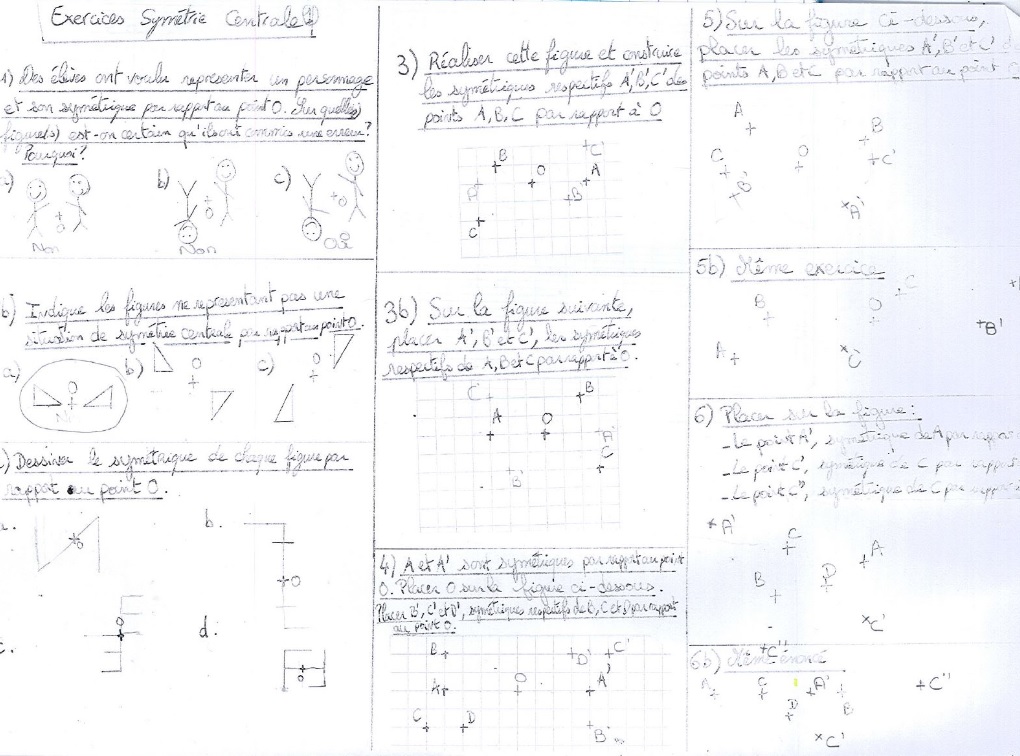 Exercices Symétrie Centrale
1) Des élèves ont voulu représenter un personnage
et son symétrique par rapport au point O. Sur quelle(s)
figure(s) est-on certain qu'ils ont commis une erreur?
Pourquoi?
a)
b)
c)
O
O
O
Non
Non
Oui
b) Indique les figures ne représentant pas une
situation de symétrie centrale par rapport au point O.
a)
b)
c)
O
O
O
) Dessiner le symétrique de chaque figure par
rapport au point O.
b.
O
O
c.
O
d.
O
3) Réaliser cette figure et construire
les symétriques respectifs A', B', C' des
points A, B, C par rapport à O
B
O
C'
A
A'
B'
C
3b) Sur la figure suivante,
placer A', B' et C', les symétriques
respectifs de A, B et C par rapport à O.
C'
B
A
O
A'
C
B'
4) A et A' sont symétriques par rapport au point
O. Placer O sur la figure ci-dessous.
Placer B', C' et D', symétriques respectifs de B, C et D par rapport
au point O.
B
D'
C'
A
O
A'
C
D
B'
5) Sur la figure ci-dessous,
placer les symétriques A', B' et C' de
points A, B et C par rapport au point O
A
B
C
O
C'
B'
A'
5b) Même exercice
B
O
C
B'
A
C'
6) Placer sur la figure:
- Le point A', symétrique de A par rapport
- Le point C', symétrique de C par rapport
- Le point C", symétrique de C par rapport
A'
C
A
B
D
C'
C"
6b) Même énoncé
A
C
A'
B
C"
D
C'